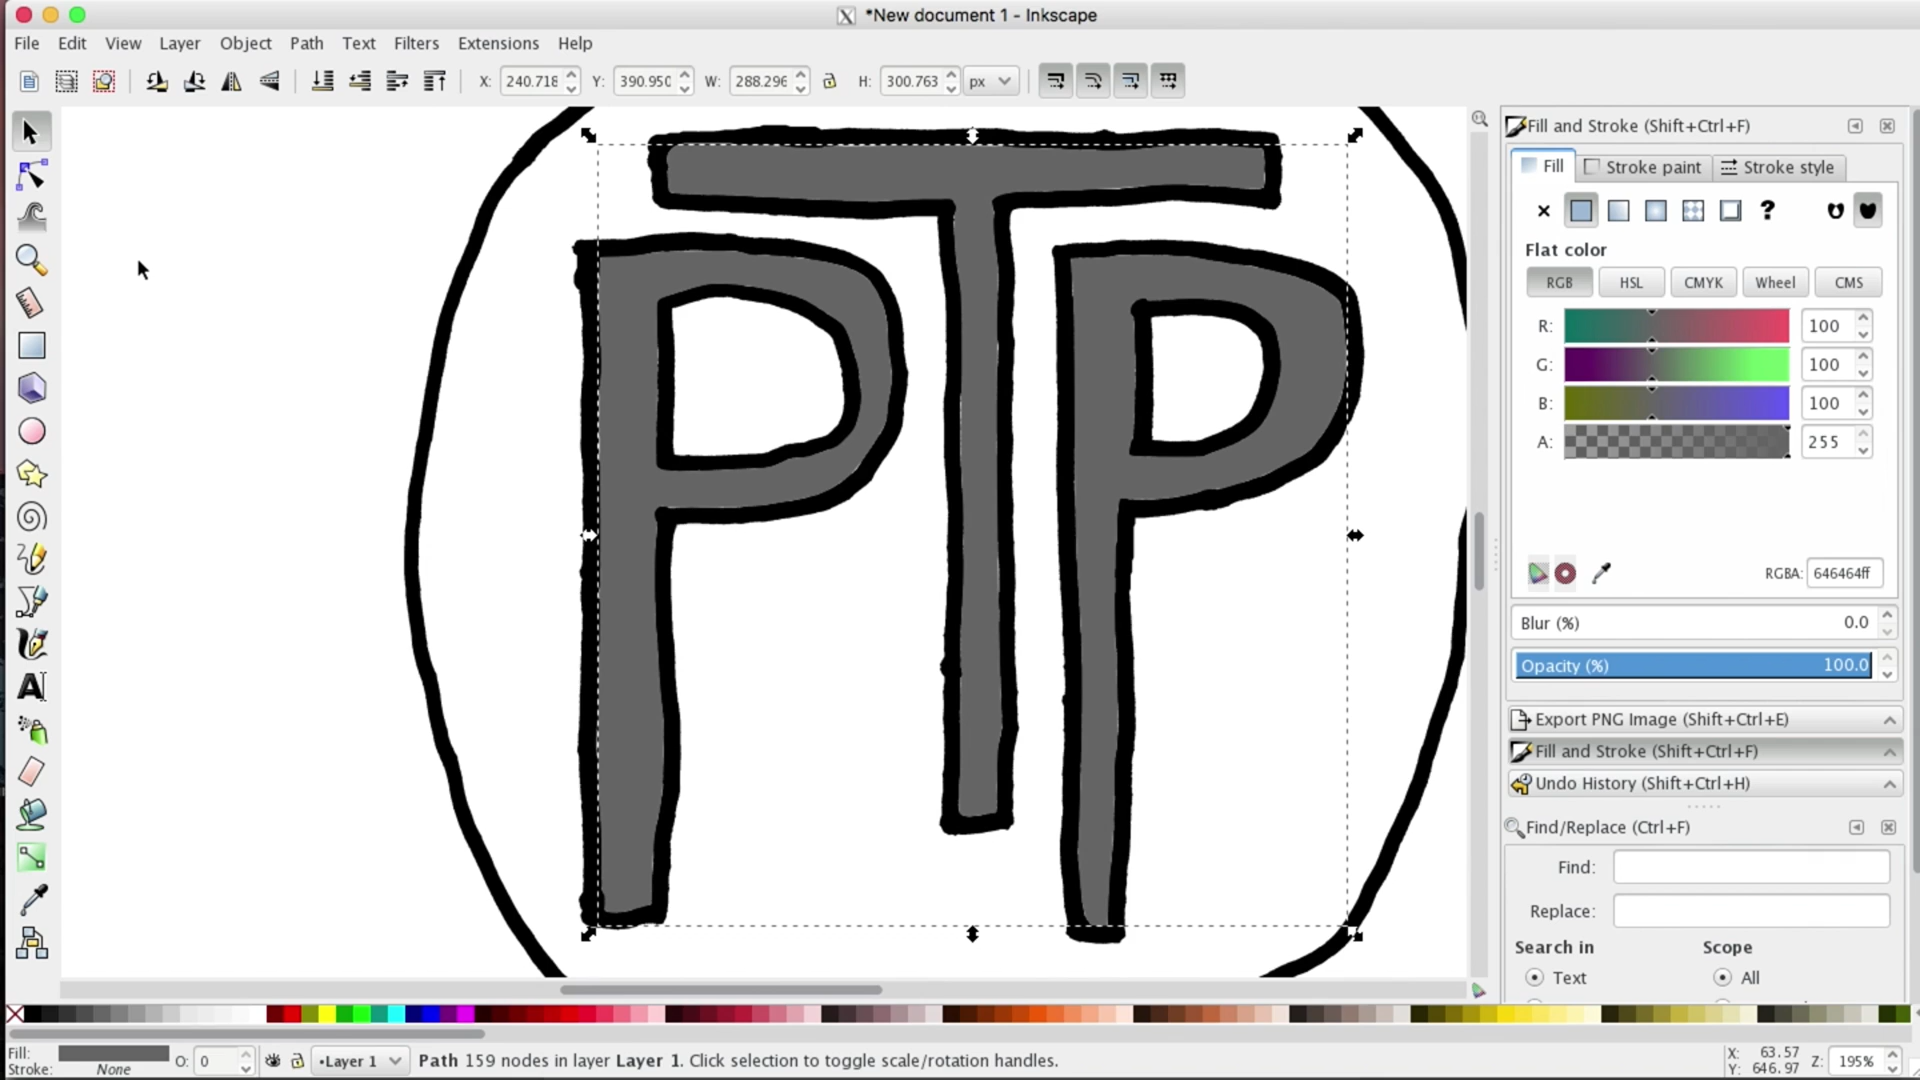 *New document 1 - Inkscape
File Edit View Layer Object Path Text Filters Extensions Help
X: 240.718 Y: 390.950 W: 288.296 H: 300.763 px
PTP
Fill and Stroke (Shift+Ctrl+F)
Fill Stroke paint Stroke style
?
Flat color
RGB HSL CMYK Wheel CMS
R: 100
G: 100
B: 100
A: 255
RGBA: 646464ff
Blur (%) 0.0
Opacity (%) 100.0
Export PNG Image (Shift+Ctrl+E)
Fill and Stroke (Shift+Ctrl+F)
Undo History (Shift+Ctrl+H)
Find/Replace (Ctrl+F)
Find:
Replace:
Search in Scope
Text All
Fill: O: 0 •Layer 1 Path 159 nodes in layer Layer 1. Click selection to toggle scale/rotation handles. X: 63.57 Z: 195%
Stroke: None Y: 646.97